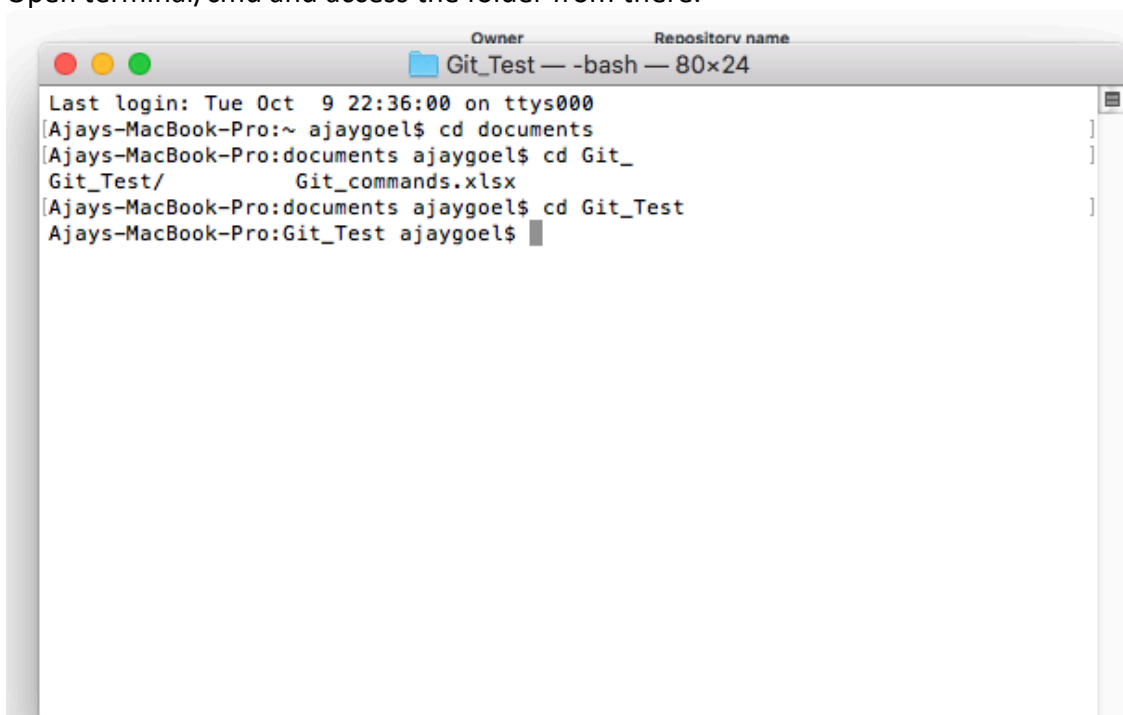 Open terminal/cmd and access the folder from there.
Owner Repository name
Git_Test — -bash — 80×24
Last login: Tue Oct  9 22:36:00 on ttys000
[Ajays-MacBook-Pro:~ ajaygoel$ cd documents ]
[Ajays-MacBook-Pro:documents ajaygoel$ cd Git_ ]
Git_Test/ Git_commands.xlsx
[Ajays-MacBook-Pro:documents ajaygoel$ cd Git_Test ]
Ajays-MacBook-Pro:Git_Test ajaygoel$